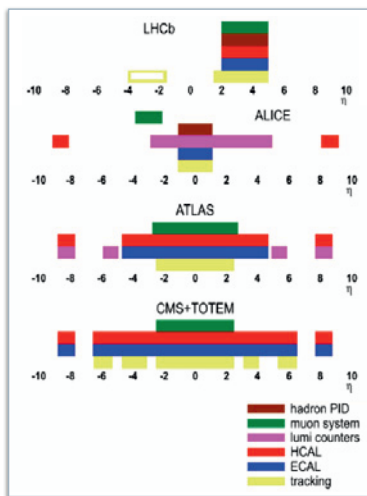 LHCb
-10 -8 -6 -4 -2 0 2 4 6 8 10
η
ALICE
-10 -8 -6 -4 -2 0 2 4 6 8 10
η
ATLAS
-10 -8 -6 -4 -2 0 2 4 6 8 10
η
CMS+TOTEM
-10 -8 -6 -4 -2 0 2 4 6 8 10
η
hadron PID
muon system
lumi counters
HCAL
ECAL
tracking